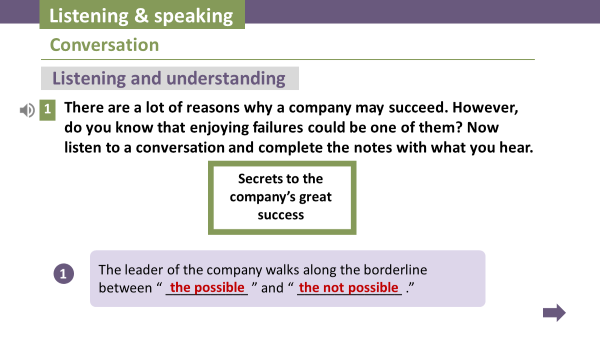 Listening & speaking
Conversation
Listening and understanding
1 There are a lot of reasons why a company may succeed. However,
do you know that enjoying failures could be one of them? Now
listen to a conversation and complete the notes with what you hear.
Secrets to the
company’s great
success
1 The leader of the company walks along the borderline
between “ the possible ” and “ the not possible .”